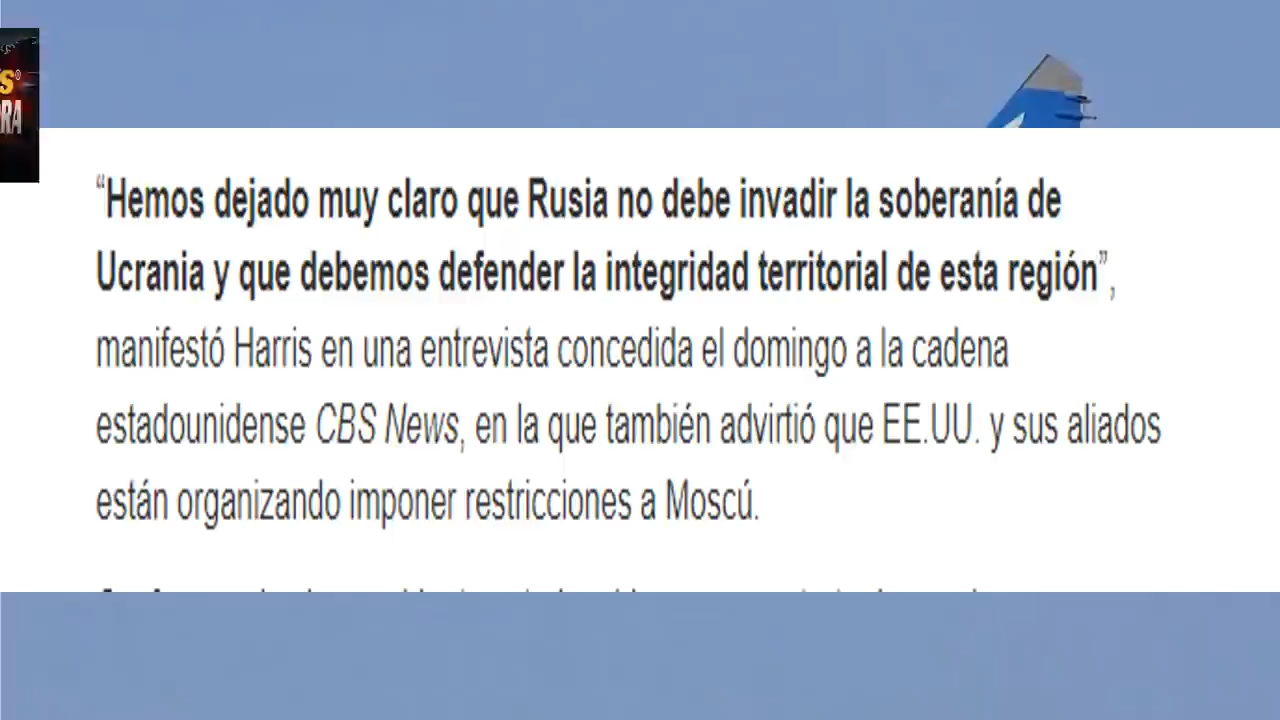 S®
RA
“Hemos dejado muy claro que Rusia no debe invadir la soberanía de
Ucrania y que debemos defender la integridad territorial de esta región”,
manifestó Harris en una entrevista concedida el domingo a la cadena
estadounidense CBS News, en la que también advirtió que EE.UU. y sus aliados
están organizando imponer restricciones a Moscú.